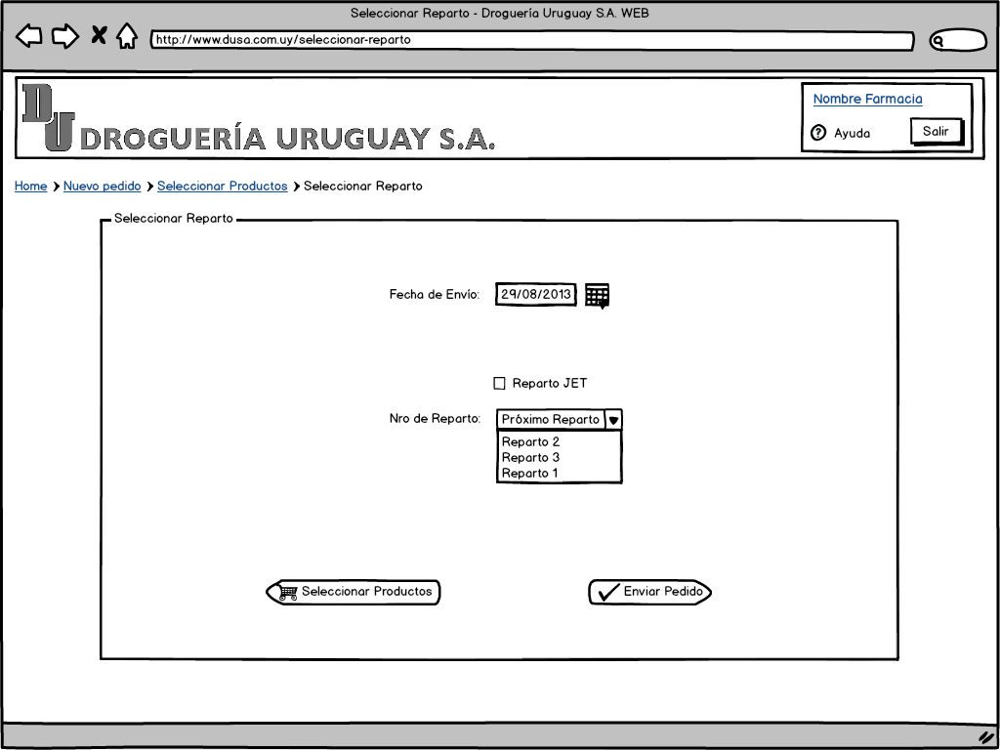 Seleccionar Reparto - Droguería Uruguay S.A. WEB
http://www.dusa.com.uy/seleccionar-reparto
DU DROGUERÍA URUGUAY S.A.
Nombre Farmacia
? Ayuda
Salir
Home > Nuevo pedido > Seleccionar Productos > Seleccionar Reparto
Seleccionar Reparto
Fecha de Envío: 29/08/2013
Reparto JET
Nro de Reparto: Próximo Reparto
Reparto 2
Reparto 3
Reparto 1
Seleccionar Productos
Enviar Pedido